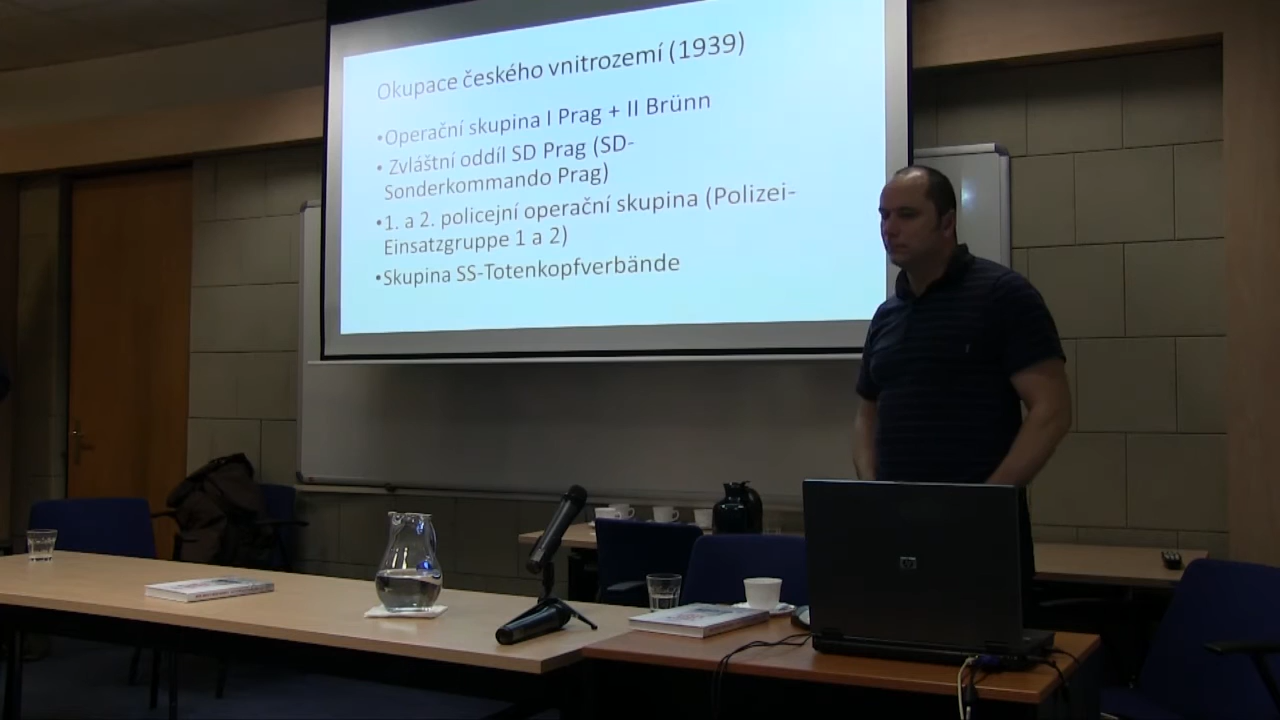 Okupace českého vnitrozemí (1939)
•Operační skupina I Prag + II Brünn
• Zvláštní oddíl SD Prag (SD-
Sonderkommando Prag)
•1. a 2. policejní operační skupina (Polizei-
Einsatzgruppe 1 a 2)
•Skupina SS-Totenkopfverbände
hp